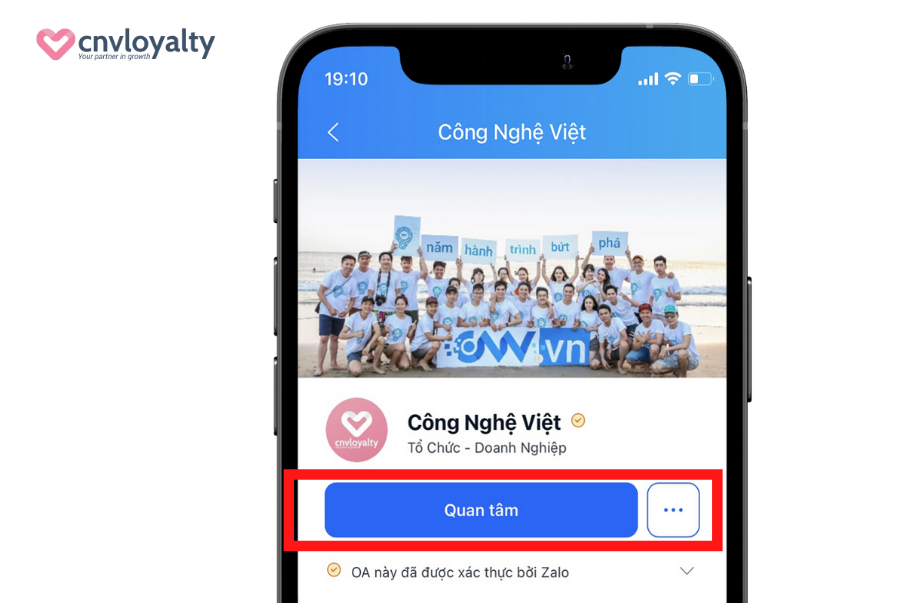 cnvloyalty
Your partner in growth
19:10
Công Nghệ Việt
9 năm hành trình bứt phá
vn
cnvloyalty
Công Nghệ Việt
Tổ Chức - Doanh Nghiệp
Quan tâm
OA này đã được xác thực bởi Zalo